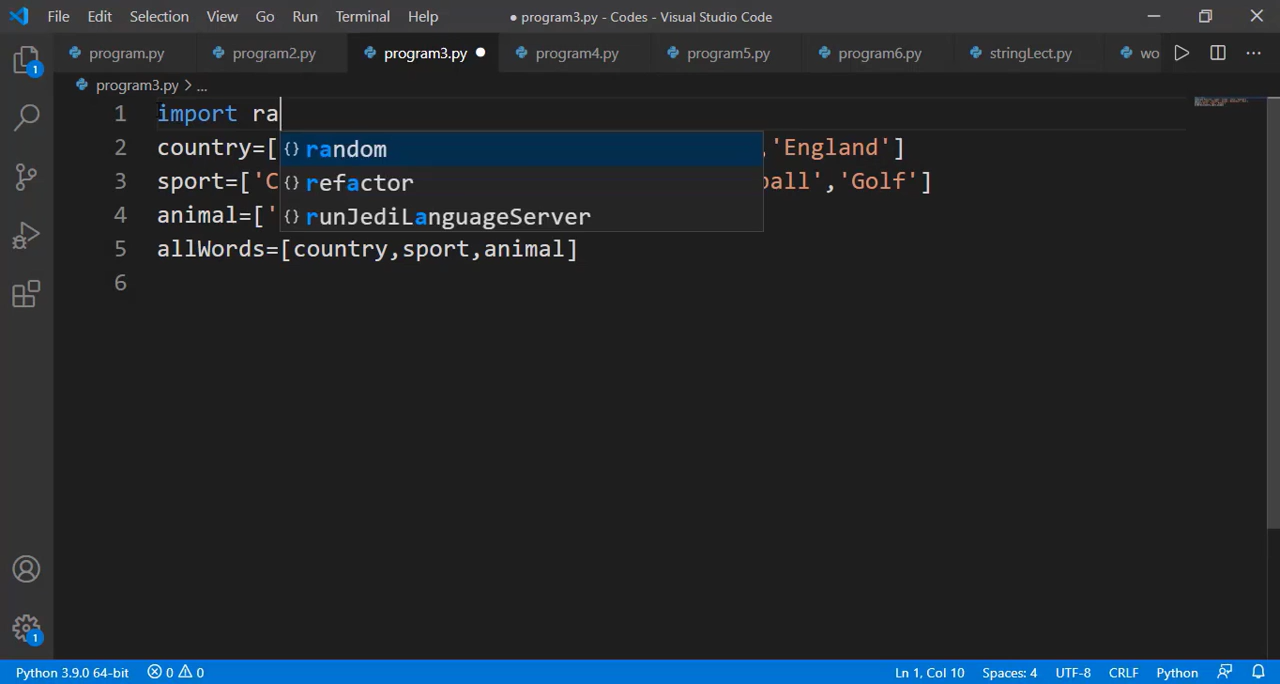 File Edit Selection View Go Run Terminal Help ● program3.py - Codes - Visual Studio Code
program.py program2.py program3.py ● program4.py program5.py program6.py stringLect.py wo ...
program3.py > ...
1 import ra
random
2 country=[ ,'England']
refactor
3 sport=['C ball','Golf']
runJediLanguageServer
4 animal=['
5 allWords=[country,sport,animal]
6
1
1
Python 3.9.0 64-bit 0 0 Ln 1, Col 10 Spaces: 4 UTF-8 CRLF Python